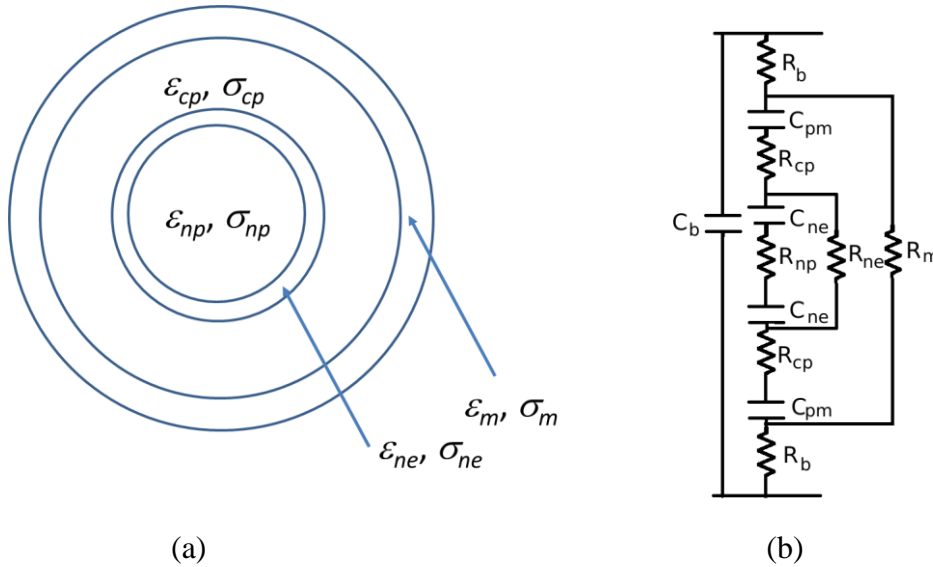 εcp, σcp
εnp, σnp
εm, σm
εne, σne
(a)
Rb
Cpm
Rcp
Cne
Cb
Rnp
Rne
Rm
Cne
Rcp
Cpm
Rb
(b)